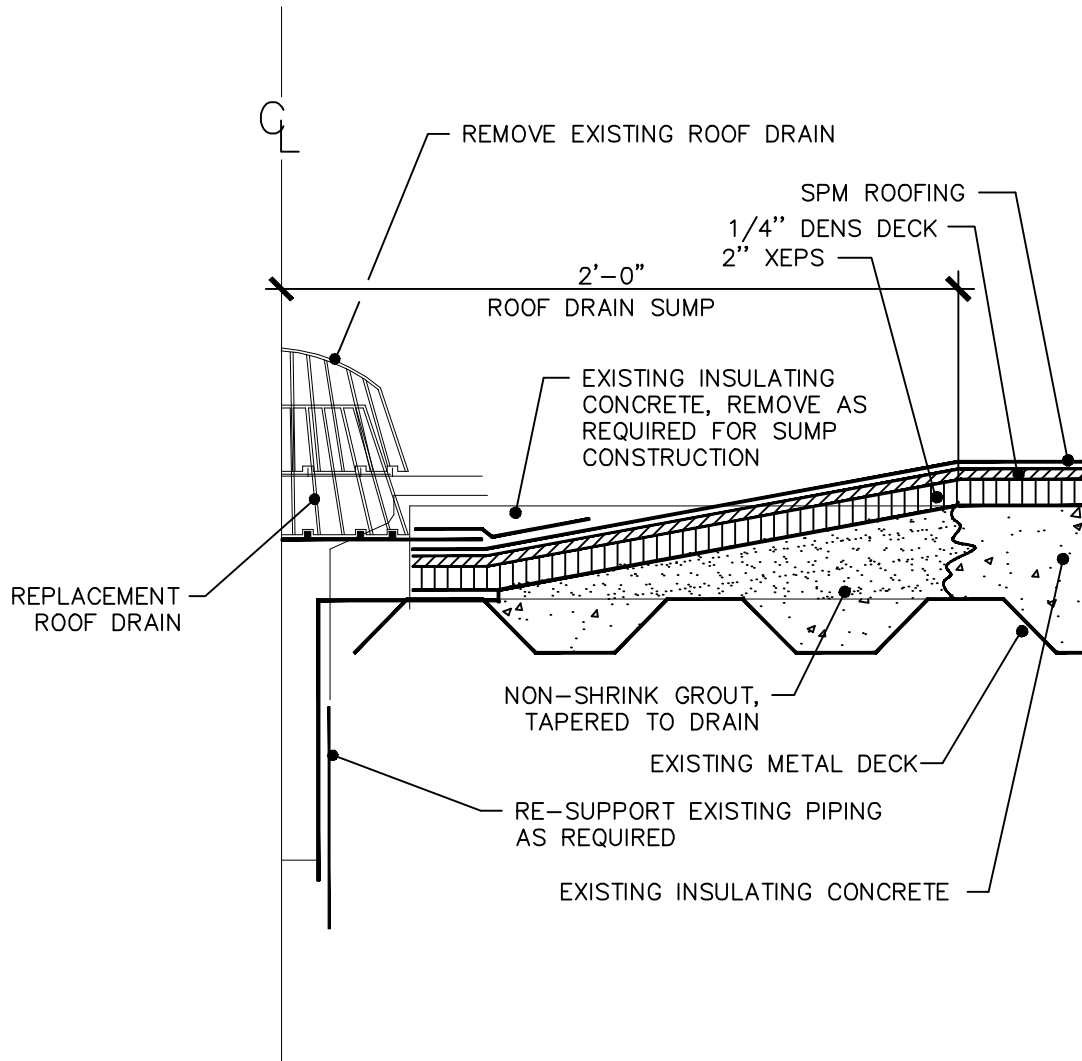 CL
REMOVE EXISTING ROOF DRAIN
SPM ROOFING
1/4" DENS DECK
2" XEPS
2'-0"
ROOF DRAIN SUMP
EXISTING INSULATING
CONCRETE, REMOVE AS
REQUIRED FOR SUMP
CONSTRUCTION
REPLACEMENT
ROOF DRAIN
NON-SHRINK GROUT,
TAPERED TO DRAIN
EXISTING METAL DECK
RE-SUPPORT EXISTING PIPING
AS REQUIRED
EXISTING INSULATING CONCRETE